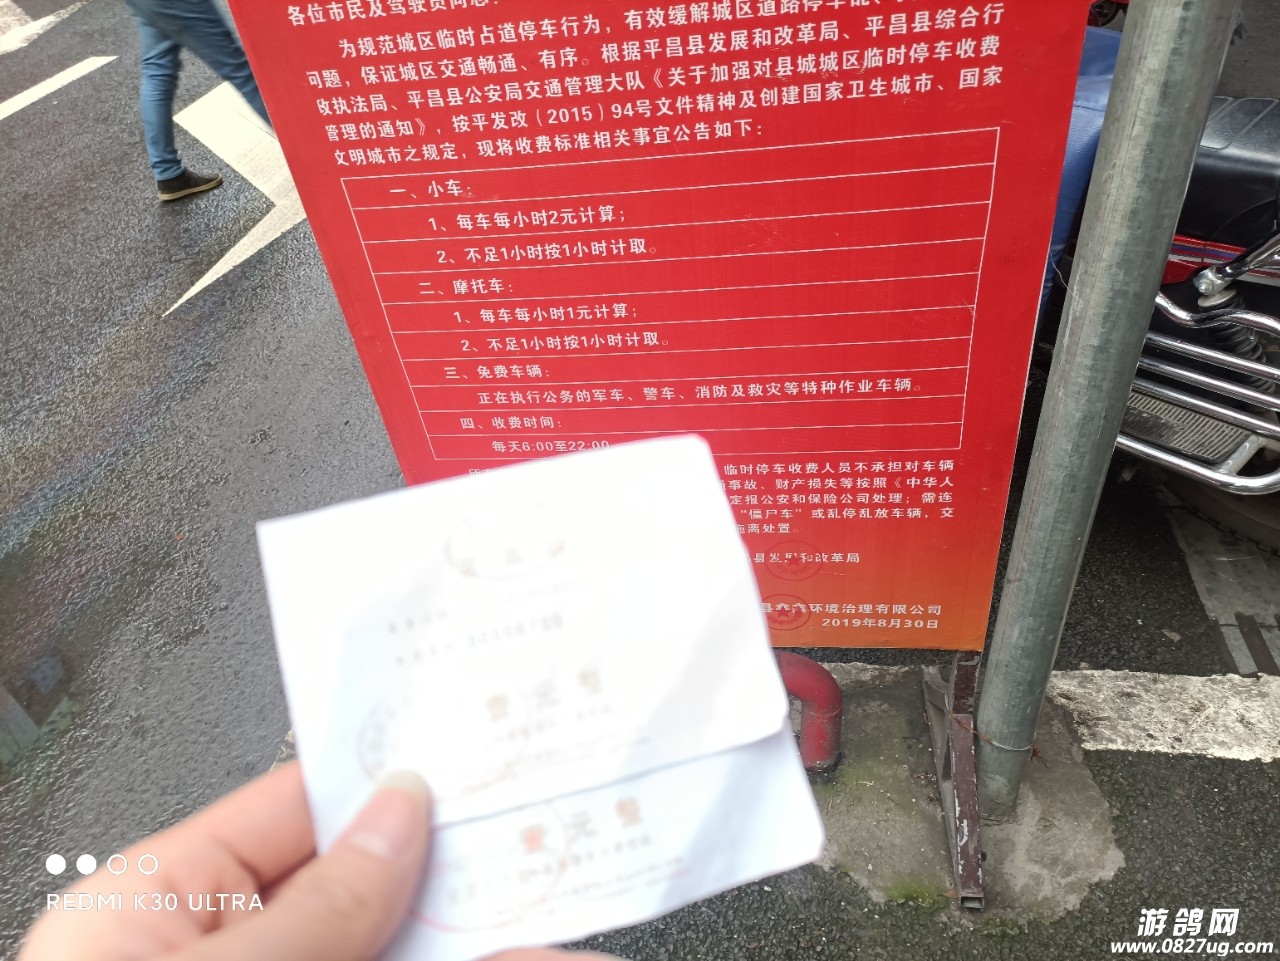 各位市民及驾驶员同志:
为规范城区临时占道停车行为，有效缓解城区道路停车乱、
问题，保证城区交通畅通、有序。根据平昌县发展和改革局、平昌县综合行
政执法局、平昌县公安局交通管理大队《关于加强对县城城区临时停车收费
管理的通知》，按平发改（2015）94号文件精神及创建国家卫生城市、国家
文明城市之规定，现将收费标准相关事宜公告如下：
一、小车：
1、每车每小时2元计算；
2、不足1小时按1小时计取。
二、摩托车：
1、每车每小时1元计算；
2、不足1小时按1小时计取。
三、免费车辆：
正在执行公务的军车、警车、消防及救灾等特种作业车辆。
四、收费时间：
每天6:00至22:00
临时停车收费人员不承担对车辆
事故、财产损失等按照《中华人
定报公安和保险公司处理；需连
“僵尸车”或乱停乱放车辆，交
拖离处置。
县发展和改革局
县鑫鑫环境治理有限公司
2019年8月30日
壹元整
壹元整
REDMI K30 ULTRA
游鸽网
www.0827ug.com